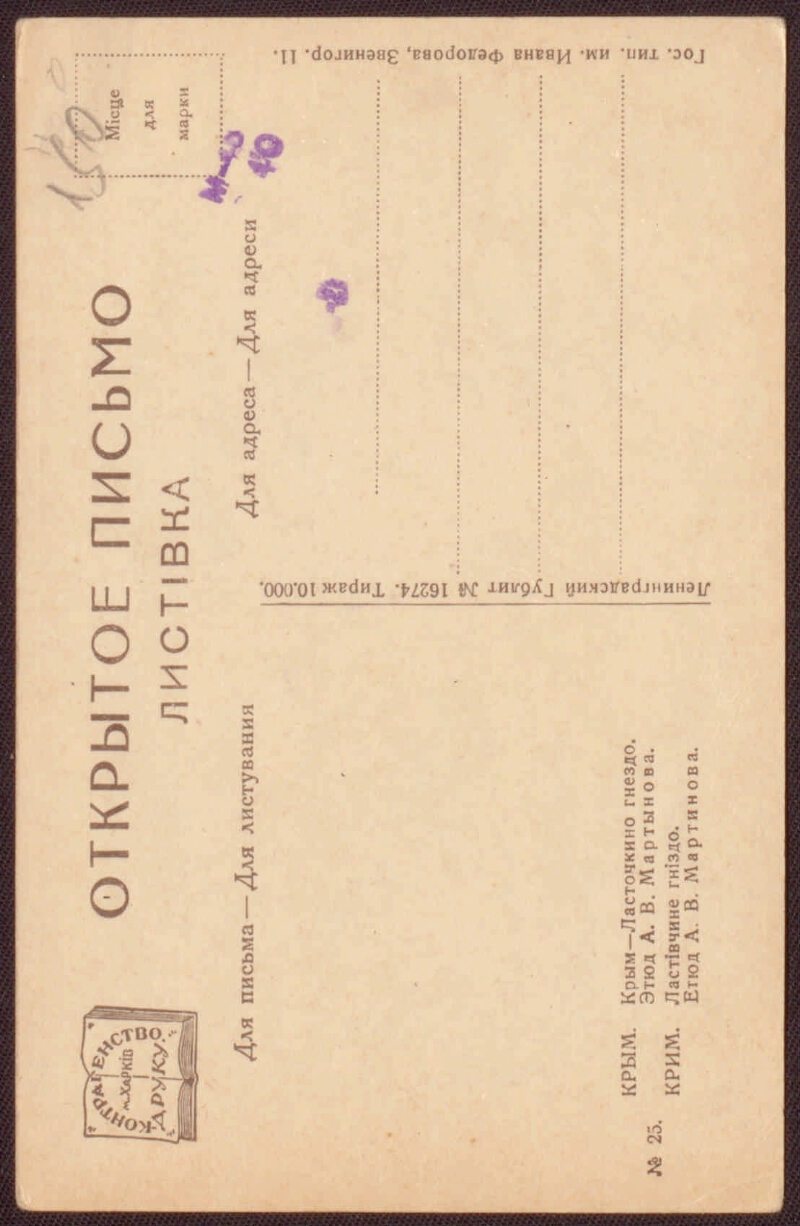 КОНТРАГЕНСТВО
м.Харків
ДРУКУ.
ОТКРЫТОЕ ПИСЬМО
ЛИСТІВКА
150
Місце
для
марки
Для письма—Для листування
Для адреса—Для адреси
Ленинградский Гублит № 16274. Тираж 10.000.
Гос. тип. им. Ивана Федорова, Звенигор. 11.
№ 25.
КРЫМ. Крым—Ласточкино гнездо.
Этюд А. В. Мартынова.
КРИМ. Ластівчине гніздо.
Етюд А. В. Мартинова.